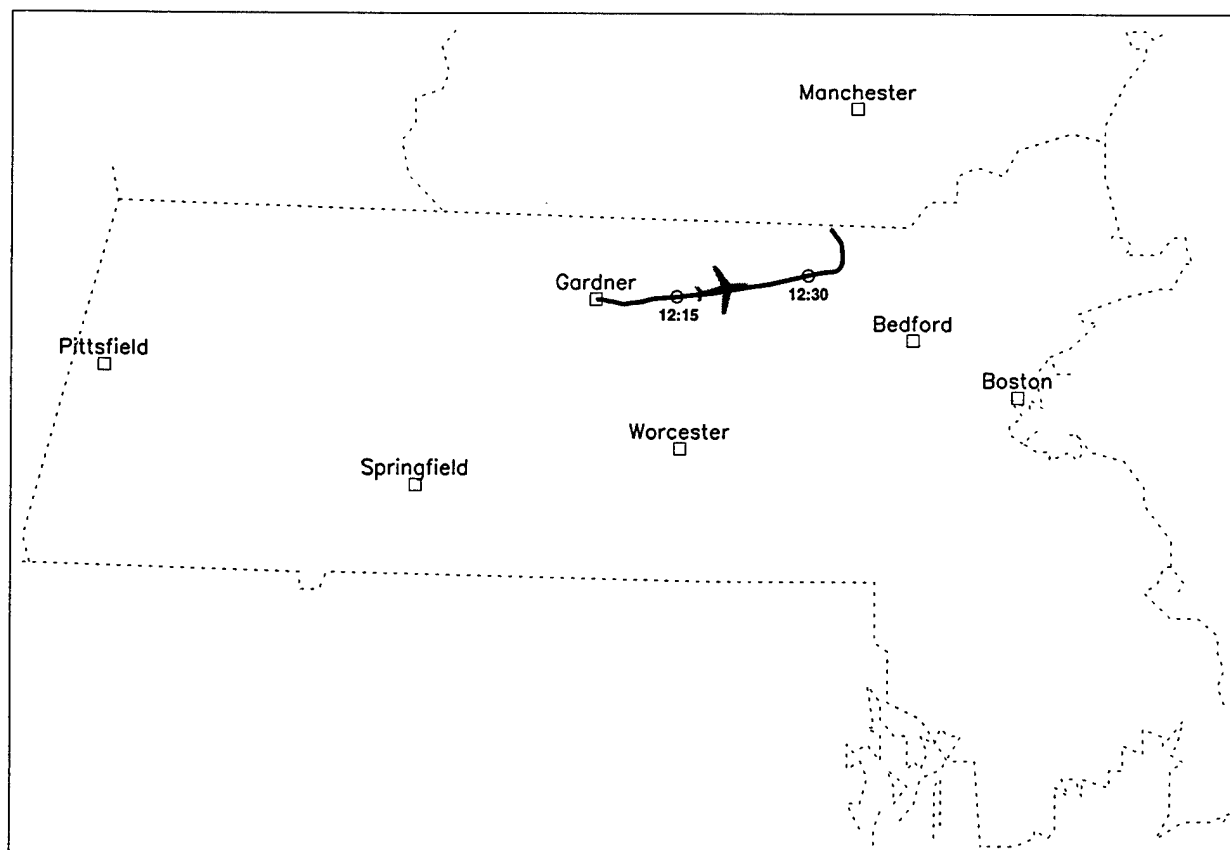 Manchester
Gardner
12:15
12:30
Bedford
Pittsfield
Boston
Worcester
Springfield